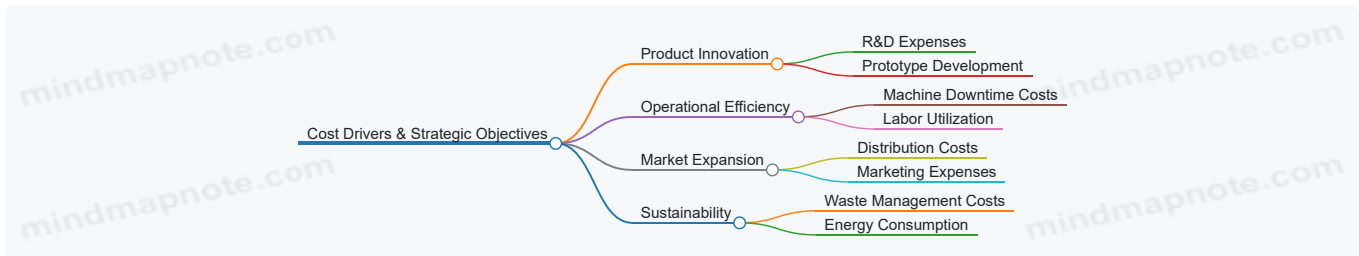 mindmapnote.com
mindmapnote.com
Cost Drivers & Strategic Objectives
Product Innovation
R&D Expenses
Prototype Development
Operational Efficiency
Machine Downtime Costs
Labor Utilization
Market Expansion
Distribution Costs
Marketing Expenses
Sustainability
Waste Management Costs
Energy Consumption
mindmapnote.com
mindmapnote.com